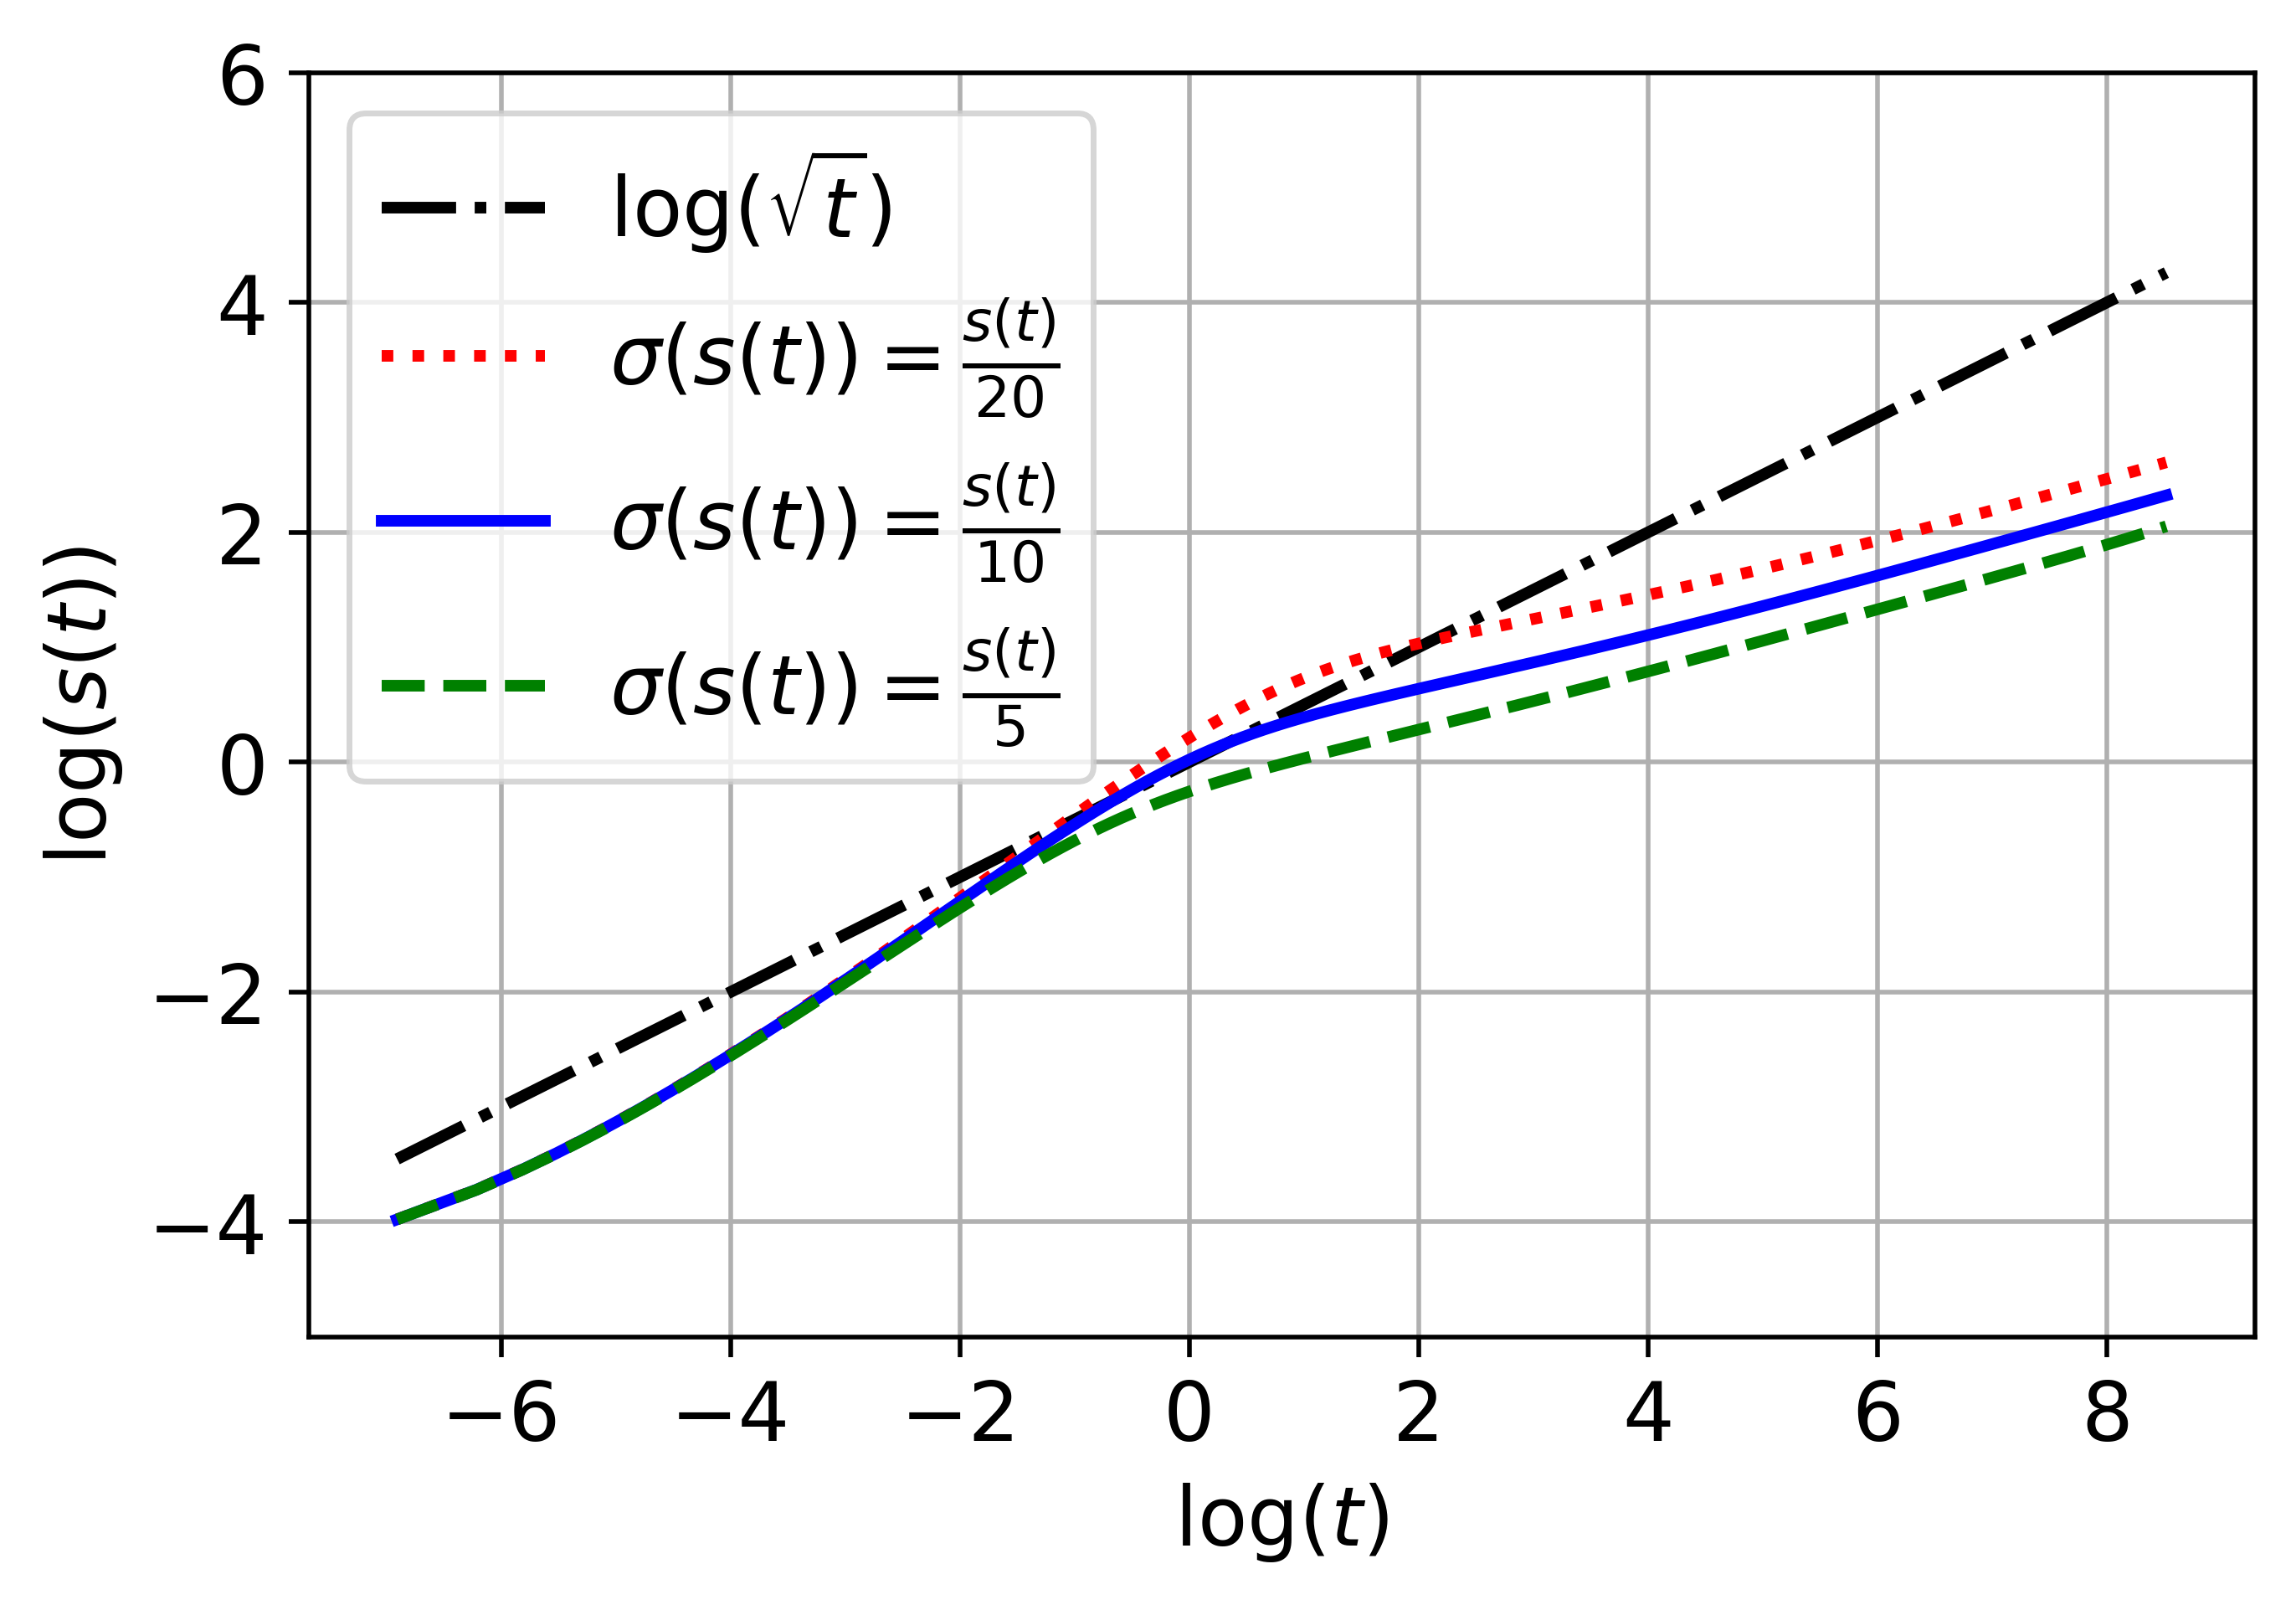 6
4
2
0
−2
−4
log(s(t))
log(√t)
σ(s(t)) = s(t)/20
σ(s(t)) = s(t)/10
σ(s(t)) = s(t)/5
−6 −4 −2 0 2 4 6 8
log(t)